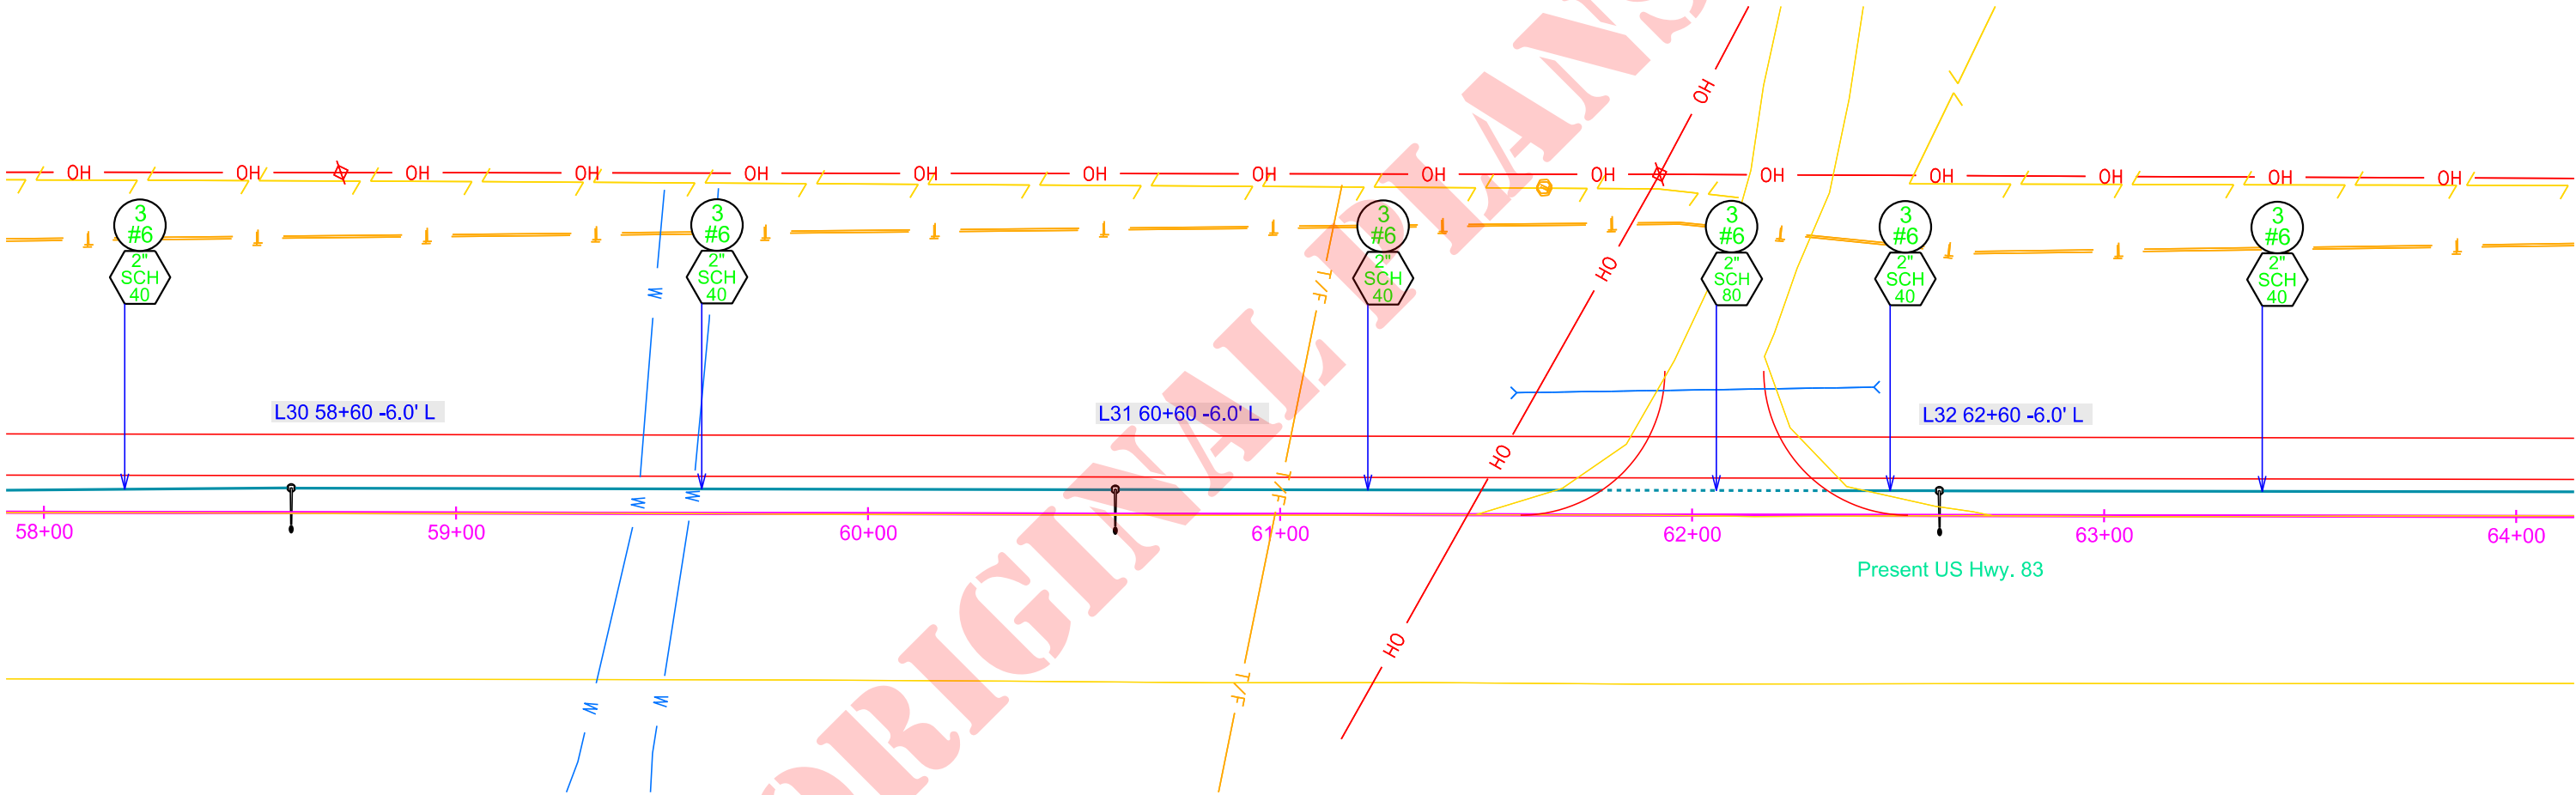 ORIGINAL PLANS
OH OH OH OH OH OH OH OH OH OH OH OH OH OH OH
OH
OH
OH
OH
T T T T T T T T T T T T T T T
3
#6
2"
SCH
40
3
#6
2"
SCH
40
3
#6
2"
SCH
40
3
#6
2"
SCH
80
3
#6
2"
SCH
40
3
#6
2"
SCH
40
W
T/F
L30 58+60 -6.0' L
L31 60+60 -6.0' L
L32 62+60 -6.0' L
W W
T/F
58+00 59+00 60+00 61+00 62+00 63+00 64+00
Present US Hwy. 83
W W
T/F